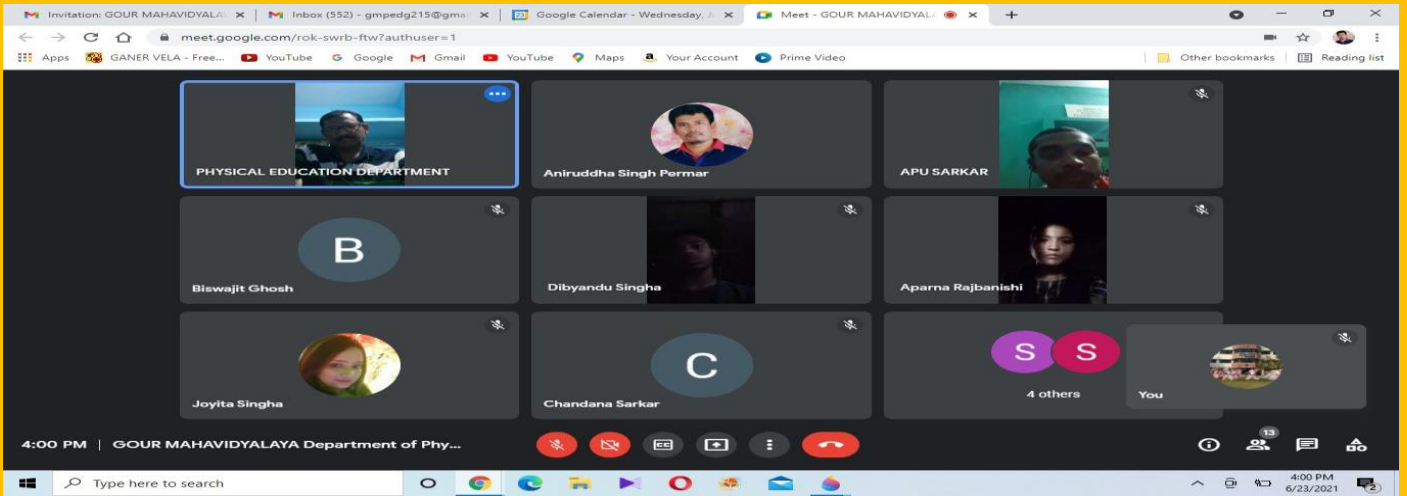 Invitation: GOUR MAHAVIDYALA
Inbox (552) - gmpedg215@gma
Google Calendar - Wednesday, J
Meet - GOUR MAHAVIDYAL
meet.google.com/rok-swrb-ftw?authuser=1
Apps GANER VELA - Free... YouTube Google Gmail YouTube Maps Your Account Prime Video Other bookmarks Reading list
PHYSICAL EDUCATION DEPARTMENT
Aniruddha Singh Permar
APU SARKAR
B
Biswajit Ghosh
Dibyandu Singha
Aparna Rajbanishi
Joyita Singha
C
Chandana Sarkar
S S
4 others
You
4:00 PM | GOUR MAHAVIDYALAYA Department of Phy...
13
Type here to search
4:00 PM
6/23/2021
2